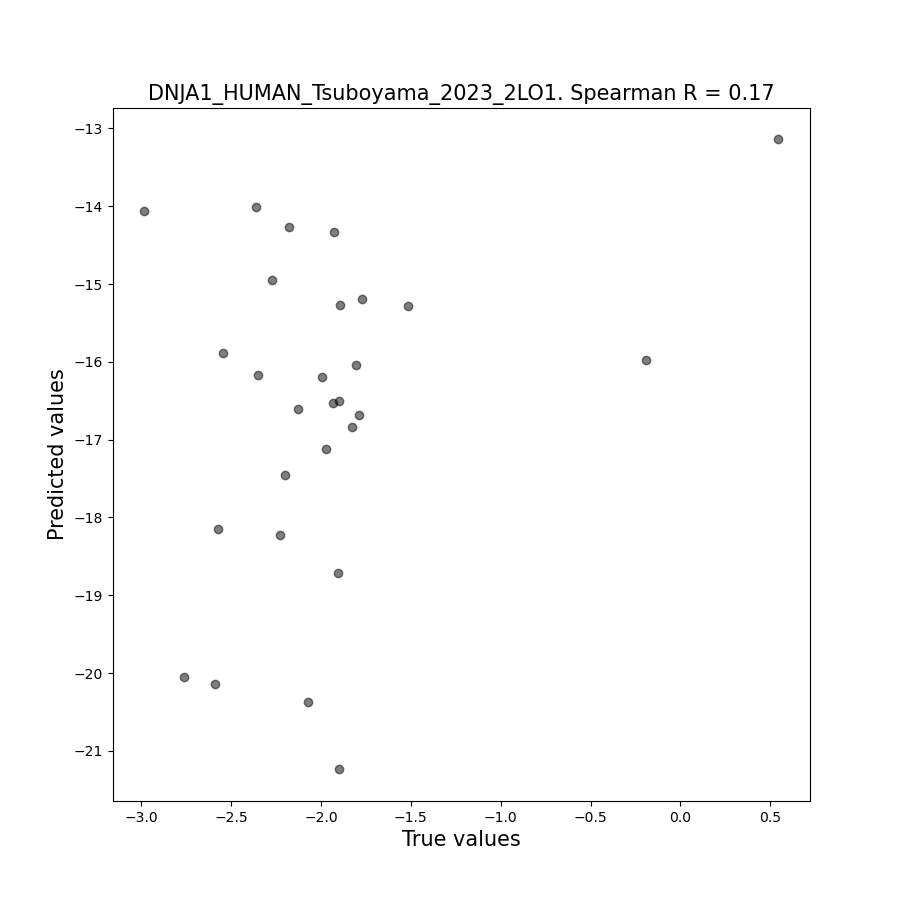 DNJA1_HUMAN_Tsuboyama_2023_2LO1. Spearman R = 0.17
−13
−14
−15
−16
−17
−18
−19
−20
−21
Predicted values
−3.0 −2.5 −2.0 −1.5 −1.0 −0.5 0.0 0.5
True values